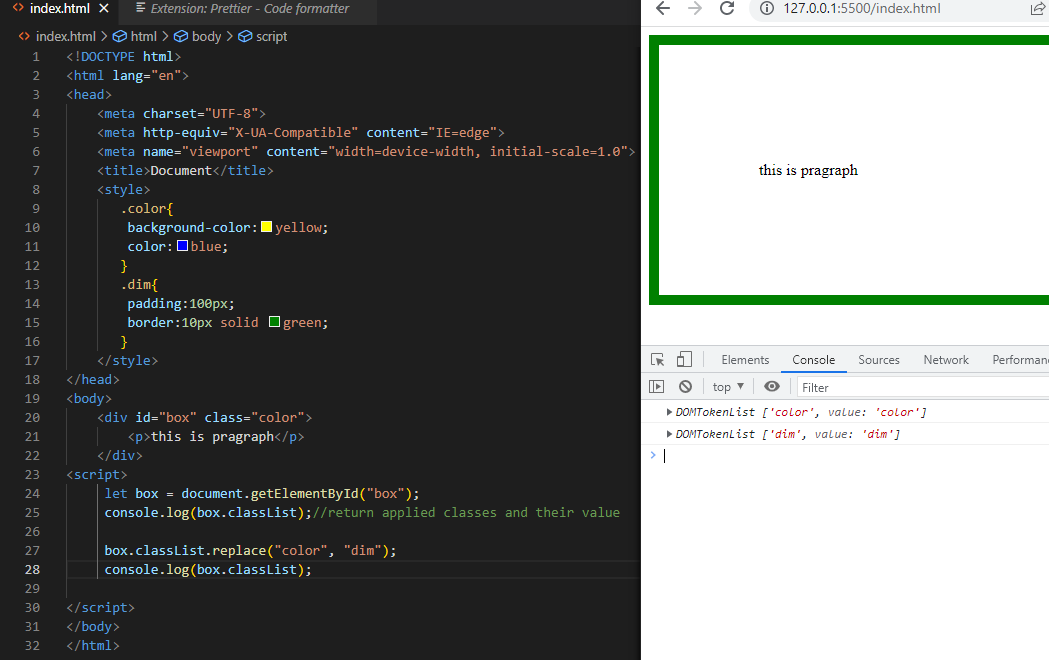 index.html
Extension: Prettier - Code formatter
index.html > html > body > script
1 <!DOCTYPE html>
2 <html lang="en">
3 <head>
4 <meta charset="UTF-8">
5 <meta http-equiv="X-UA-Compatible" content="IE=edge">
6 <meta name="viewport" content="width=device-width, initial-scale=1.0">
7 <title>Document</title>
8 <style>
9 .color{
10 background-color:yellow;
11 color:blue;
12 }
13 .dim{
14 padding:100px;
15 border:10px solid green;
16 }
17 </style>
18 </head>
19 <body>
20 <div id="box" class="color">
21 <p>this is pragraph</p>
22 </div>
23 <script>
24 let box = document.getElementById("box");
25 console.log(box.classList);//return applied classes and their value
26
27 box.classList.replace("color", "dim");
28 console.log(box.classList);
29
30 </script>
31 </body>
32 </html>
127.0.0.1:5500/index.html
this is pragraph
Elements Console Sources Network Performan
top Filter
DOMTokenList ['color', value: 'color']
DOMTokenList ['dim', value: 'dim']
>